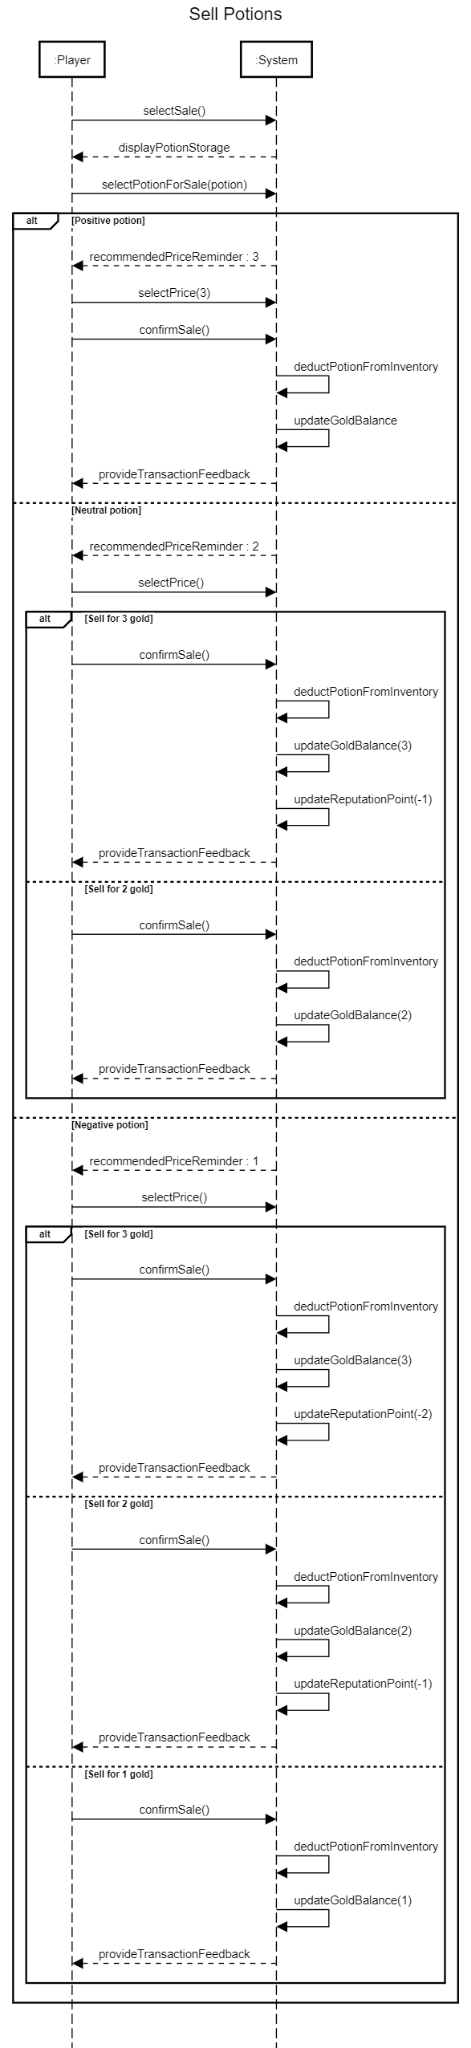 Sell Potions
:Player
:System
selectSale()
displayPotionStorage
selectPotionForSale(potion)
alt
[Positive potion]
recommendedPriceReminder : 3
selectPrice(3)
confirmSale()
deductPotionFromInventory
updateGoldBalance
provideTransactionFeedback
[Neutral potion]
recommendedPriceReminder : 2
selectPrice()
alt
[Sell for 3 gold]
confirmSale()
deductPotionFromInventory
updateGoldBalance(3)
updateReputationPoint(-1)
provideTransactionFeedback
[Sell for 2 gold]
confirmSale()
deductPotionFromInventory
updateGoldBalance(2)
provideTransactionFeedback
[Negative potion]
recommendedPriceReminder : 1
selectPrice()
alt
[Sell for 3 gold]
confirmSale()
deductPotionFromInventory
updateGoldBalance(3)
updateReputationPoint(-2)
provideTransactionFeedback
[Sell for 2 gold]
confirmSale()
deductPotionFromInventory
updateGoldBalance(2)
updateReputationPoint(-1)
provideTransactionFeedback
[Sell for 1 gold]
confirmSale()
deductPotionFromInventory
updateGoldBalance(1)
provideTransactionFeedback